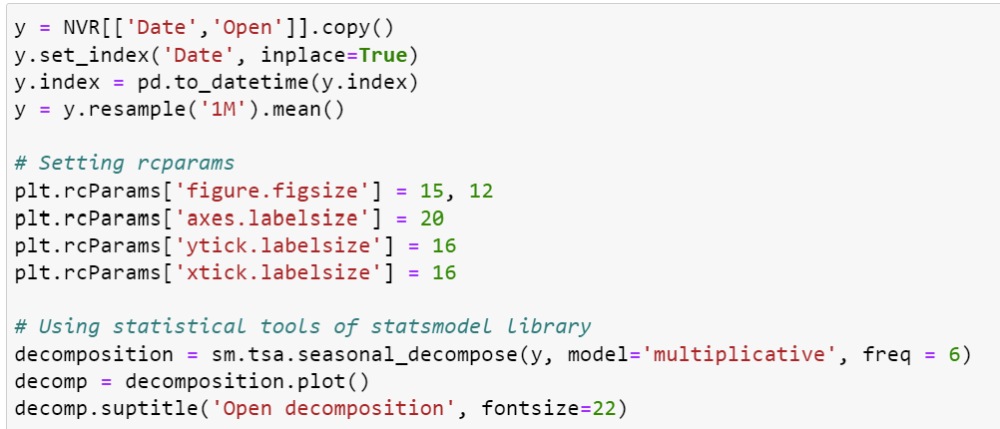 y = NVR[['Date','Open']].copy()
y.set_index('Date', inplace=True)
y.index = pd.to_datetime(y.index)
y = y.resample('1M').mean()

# Setting rcparams
plt.rcParams['figure.figsize'] = 15, 12
plt.rcParams['axes.labelsize'] = 20
plt.rcParams['ytick.labelsize'] = 16
plt.rcParams['xtick.labelsize'] = 16

# Using statistical tools of statsmodel library
decomposition = sm.tsa.seasonal_decompose(y, model='multiplicative', freq = 6)
decomp = decomposition.plot()
decomp.suptitle('Open decomposition', fontsize=22)